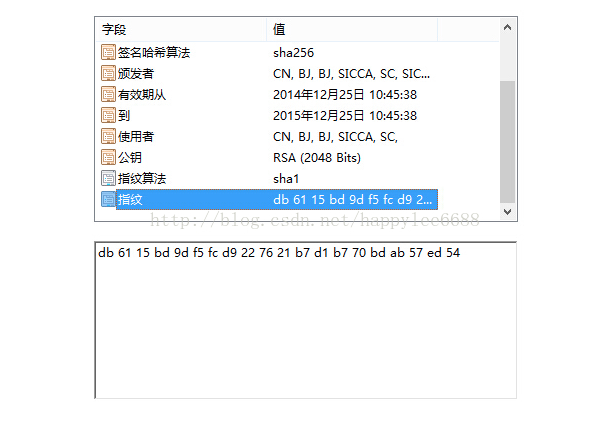 字段 值
签名哈希算法 sha256
颁发者 CN, BJ, BJ, SICCA, SC, SIC...
有效期从 2014年12月25日 10:45:38
到 2015年12月25日 10:45:38
使用者 CN, BJ, BJ, SICCA, SC,
公钥 RSA (2048 Bits)
指纹算法 sha1
指纹 db 61 15 bd 9d f5 fc d9 2...
http://blog.csdn.net/happylee6688
db 61 15 bd 9d f5 fc d9 22 76 21 b7 d1 b7 70 bd ab 57 ed 54